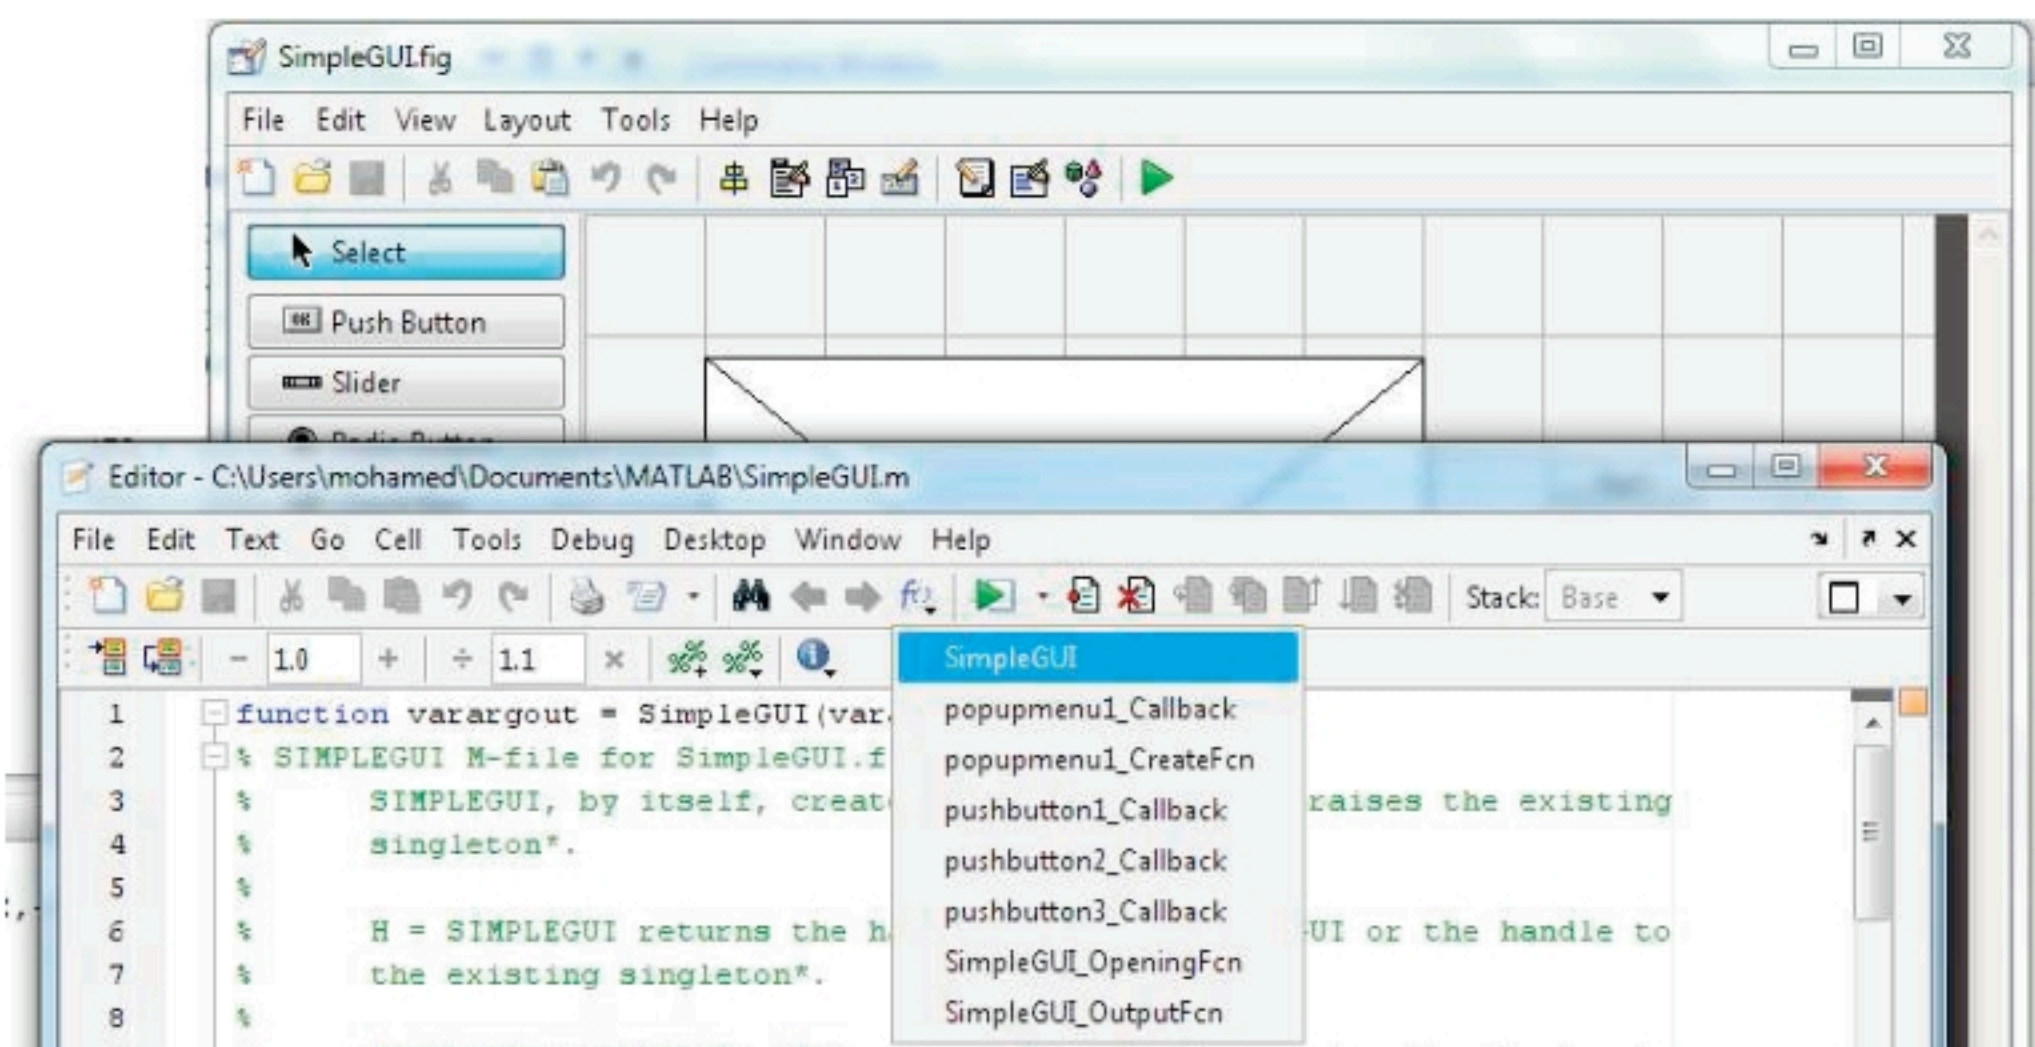 SimpleGUI.fig
File Edit View Layout Tools Help
Select
OK Push Button
Slider
Radio Button
Editor - C:\Users\mohamed\Documents\MATLAB\SimpleGUI.m
File Edit Text Go Cell Tools Debug Desktop Window Help
Stack: Base
- 1.0 + ÷ 1.1 ×
SimpleGUI
popupmenu1_Callback
popupmenu1_CreateFcn
pushbutton1_Callback
pushbutton2_Callback
pushbutton3_Callback
SimpleGUI_OpeningFcn
SimpleGUI_OutputFcn
1 function varargout = SimpleGUI(var
2 % SIMPLEGUI M-file for SimpleGUI.f
3 % SIMPLEGUI, by itself, creat raises the existing
4 % singleton*.
5 %
6 % H = SIMPLEGUI returns the h UI or the handle to
7 % the existing singleton*.
8 %